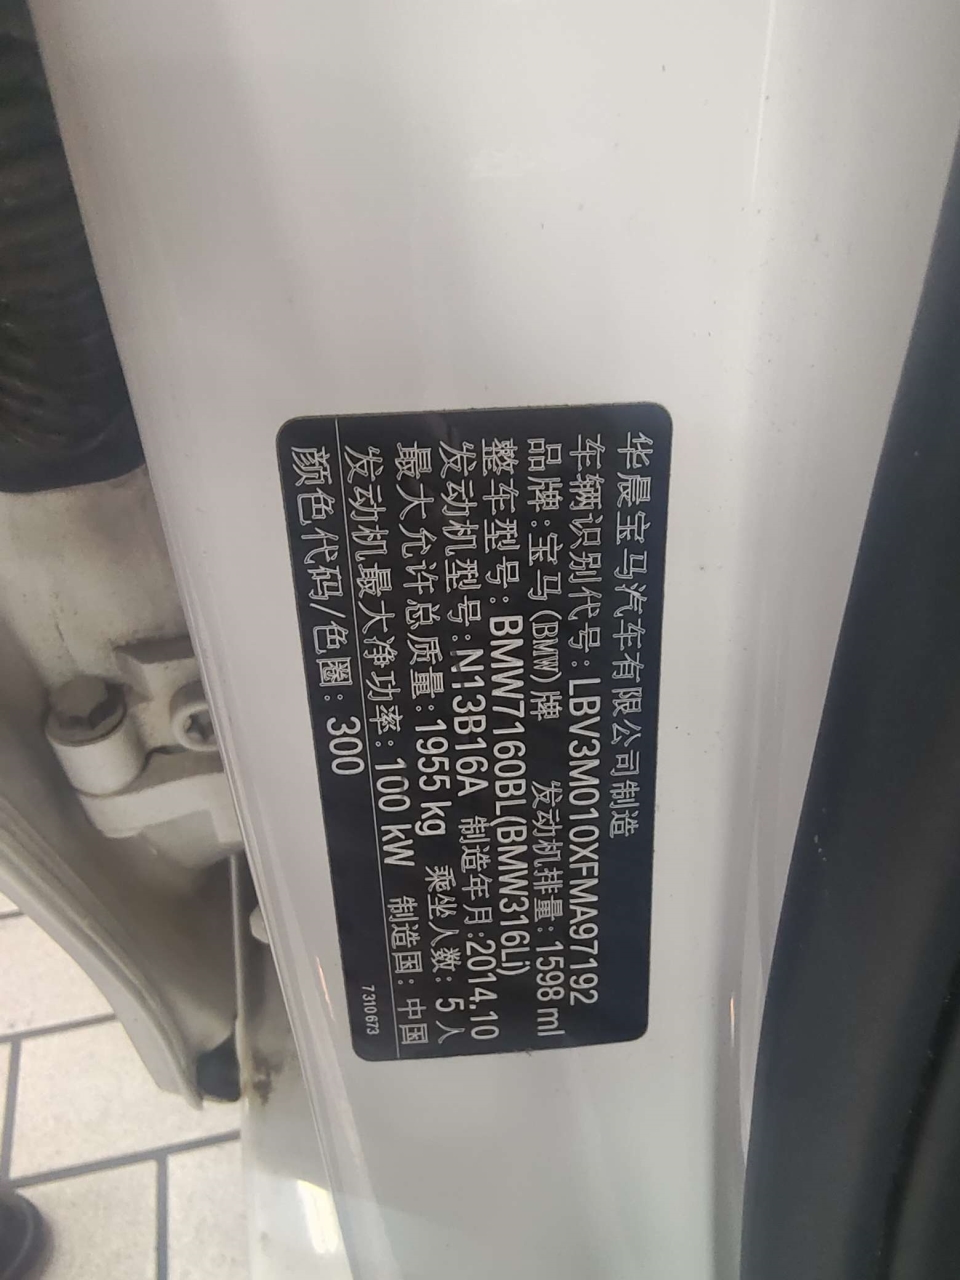 华晨宝马汽车有限公司制造
车辆识别代号:LBV3M010XFMA97192
品牌:宝马(BMW)牌 发动机排量:1598 ml
整车型号:BMW7160BL(BMW316Li)
发动机型号:N13B16A 制造年月:2014.10
最大允许总质量:1955 kg 乘坐人数:5人
发动机最大净功率:100 kW 制造国:中国
颜色代码/色圈:300
7310673